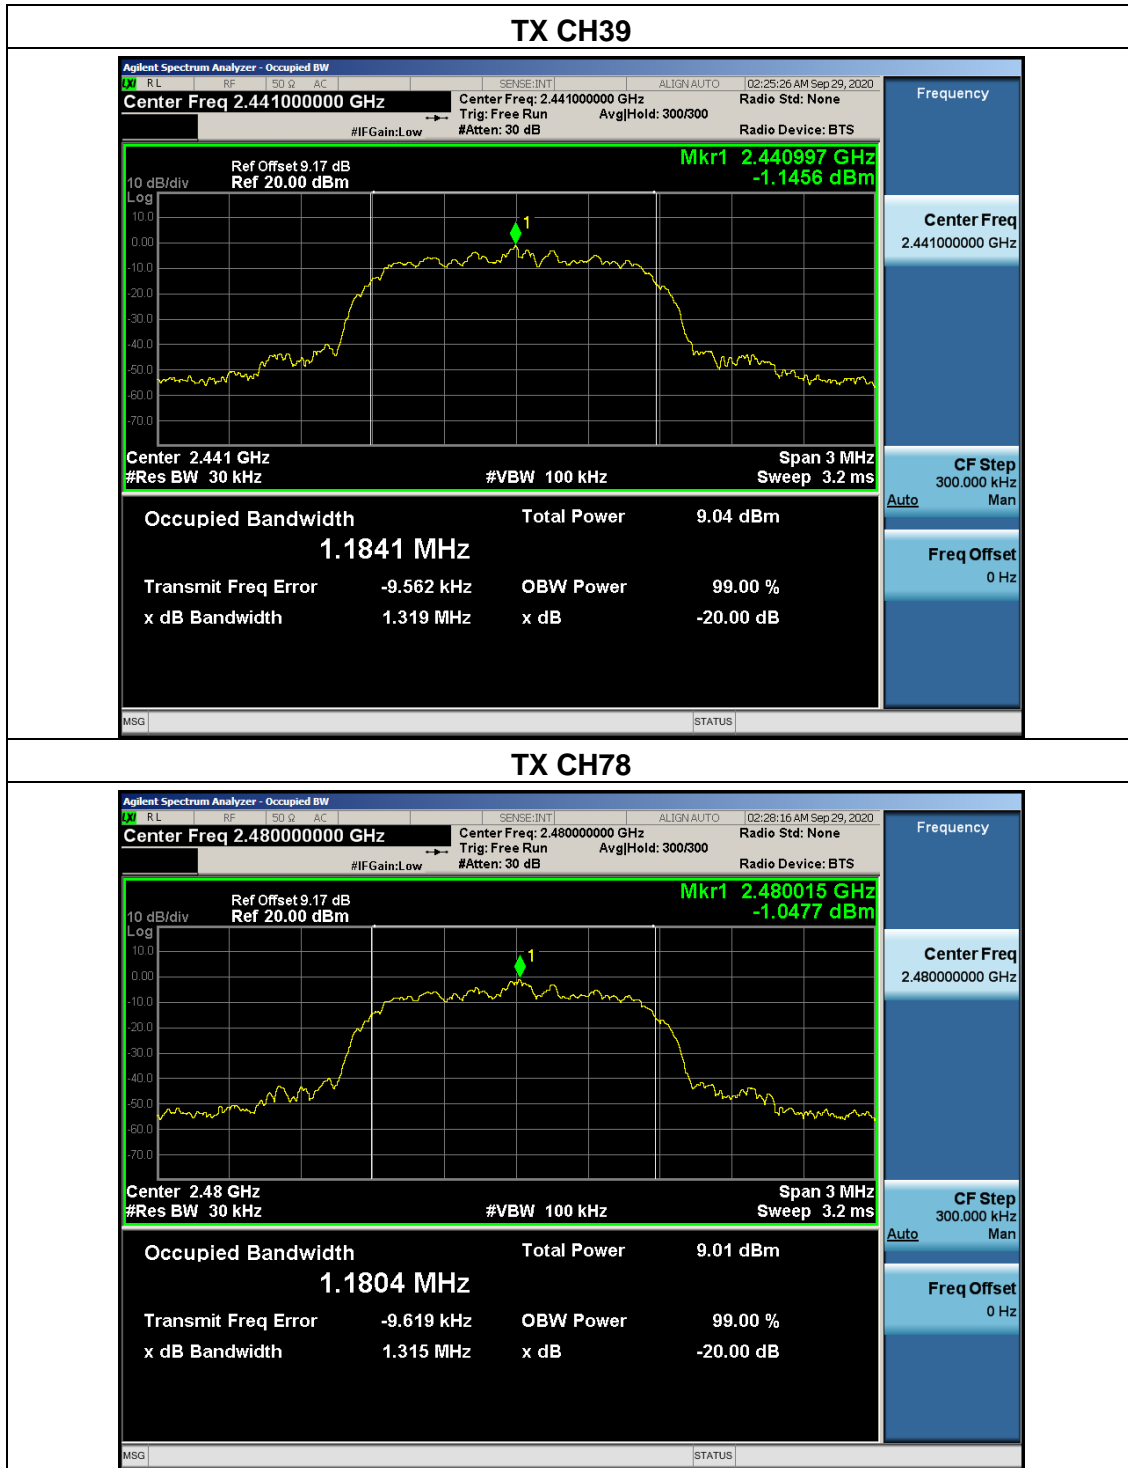 TX CH39
Agilent Spectrum Analyzer - Occupied BW
LXI RL RF 50 Ω AC SENSE:INT ALIGN AUTO 02:25:26 AM Sep 29, 2020
Center Freq 2.441000000 GHz Center Freq: 2.441000000 GHz Radio Std: None
Trig: Free Run Avg|Hold: 300/300
#IFGain:Low #Atten: 30 dB Radio Device: BTS
Frequency
Mkr1 2.440997 GHz
-1.1456 dBm
Ref Offset 9.17 dB
10 dB/div Ref 20.00 dBm
Log
10.0
0.00
-10.0
-20.0
-30.0
-40.0
-50.0
-60.0
-70.0
1
Center 2.441 GHz Span 3 MHz
#Res BW 30 kHz #VBW 100 kHz Sweep 3.2 ms
Occupied Bandwidth Total Power 9.04 dBm
1.1841 MHz
Transmit Freq Error -9.562 kHz OBW Power 99.00 %
x dB Bandwidth 1.319 MHz x dB -20.00 dB
Center Freq
2.441000000 GHz
CF Step
300.000 kHz
Auto Man
Freq Offset
0 Hz
MSG STATUS
TX CH78
Agilent Spectrum Analyzer - Occupied BW
LXI RL RF 50 Ω AC SENSE:INT ALIGN AUTO 02:28:16 AM Sep 29, 2020
Center Freq 2.480000000 GHz Center Freq: 2.480000000 GHz Radio Std: None
Trig: Free Run Avg|Hold: 300/300
#IFGain:Low #Atten: 30 dB Radio Device: BTS
Frequency
Mkr1 2.480015 GHz
-1.0477 dBm
Ref Offset 9.17 dB
10 dB/div Ref 20.00 dBm
Log
10.0
0.00
-10.0
-20.0
-30.0
-40.0
-50.0
-60.0
-70.0
1
Center 2.48 GHz Span 3 MHz
#Res BW 30 kHz #VBW 100 kHz Sweep 3.2 ms
Occupied Bandwidth Total Power 9.01 dBm
1.1804 MHz
Transmit Freq Error -9.619 kHz OBW Power 99.00 %
x dB Bandwidth 1.315 MHz x dB -20.00 dB
Center Freq
2.480000000 GHz
CF Step
300.000 kHz
Auto Man
Freq Offset
0 Hz
MSG STATUS